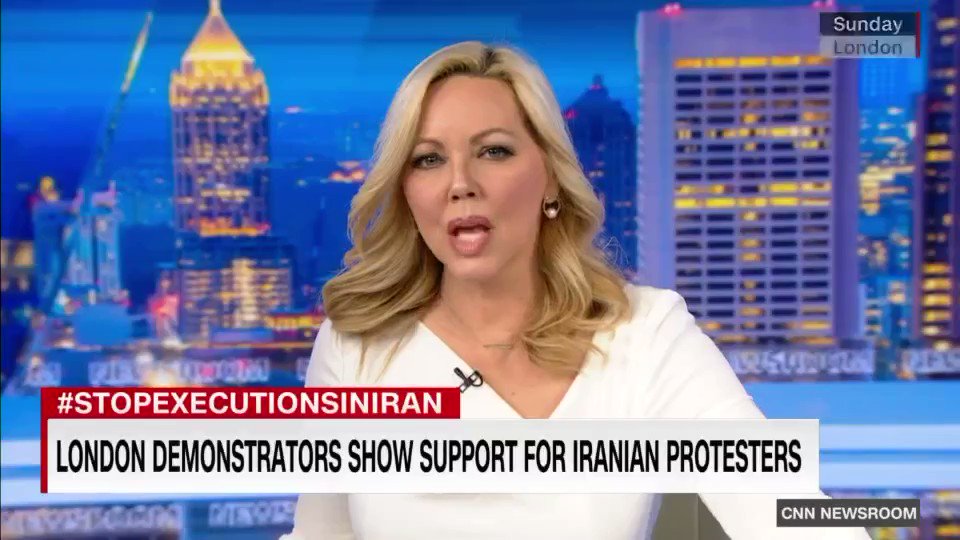 Sunday
London
#STOPEXECUTIONSINIRAN
LONDON DEMONSTRATORS SHOW SUPPORT FOR IRANIAN PROTESTERS
CNN NEWSROOM